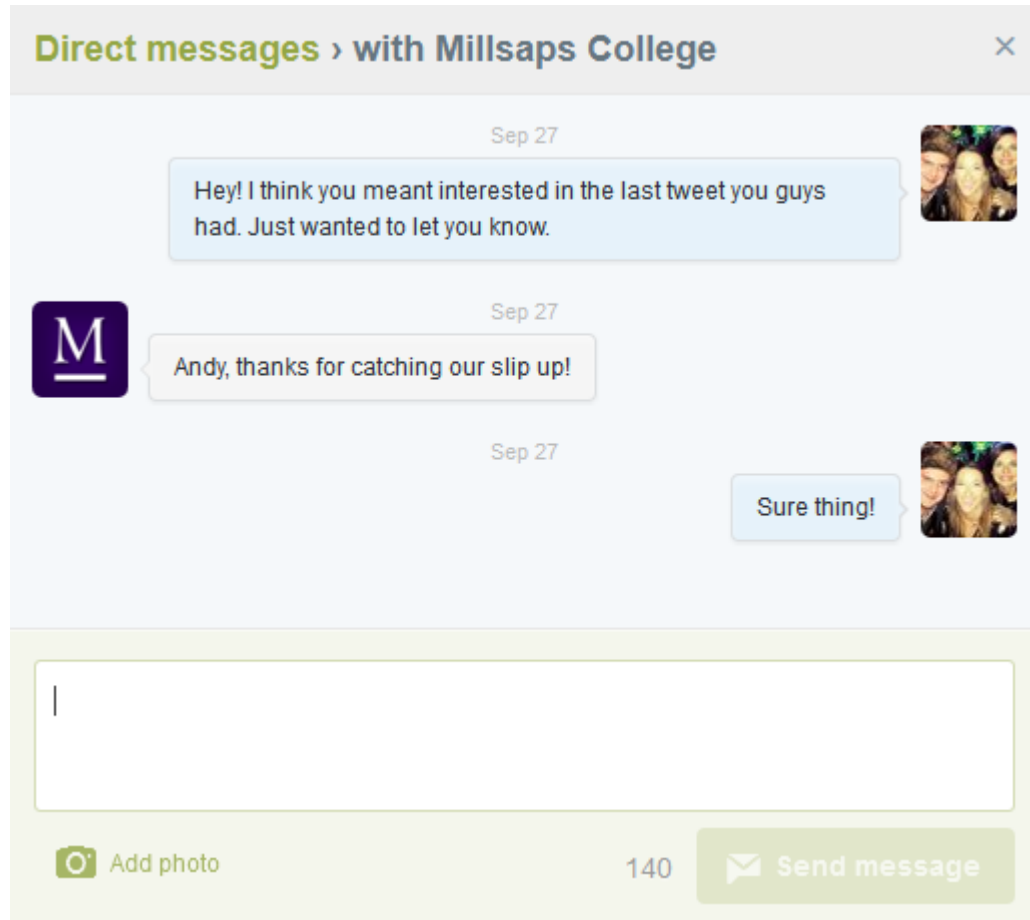 Direct messages › with Millsaps College ×
Sep 27
Hey! I think you meant interested in the last tweet you guys
had. Just wanted to let you know.
Sep 27
M
Andy, thanks for catching our slip up!
Sep 27
Sure thing!
Add photo
140
Send message